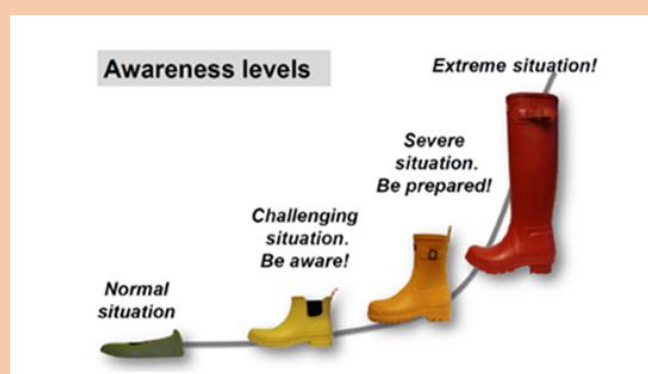 Awareness levels
Extreme situation!
Severe
situation.
Be prepared!
Challenging
situation.
Be aware!
Normal
situation